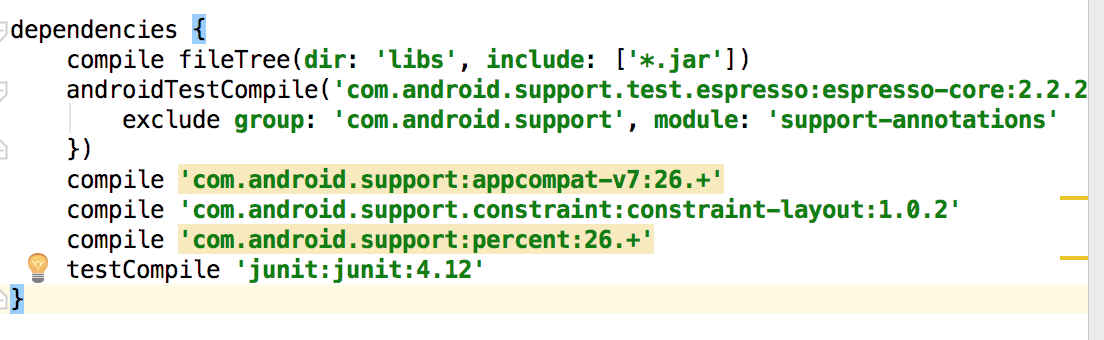 dependencies {
    compile fileTree(dir: 'libs', include: ['*.jar'])
    androidTestCompile('com.android.support.test.espresso:espresso-core:2.2.2
        exclude group: 'com.android.support', module: 'support-annotations'
    })
    compile 'com.android.support:appcompat-v7:26.+'
    compile 'com.android.support.constraint:constraint-layout:1.0.2'
    compile 'com.android.support:percent:26.+'
    testCompile 'junit:junit:4.12'
}